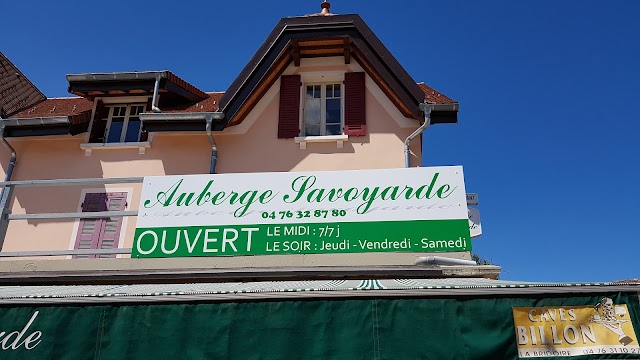 Auberge Savoyarde
04 76 32 87 80
OUVERT
LE MIDI : 7/7 j
LE SOIR : Jeudi - Vendredi - Samedi
rde
CAVES
BILLON
LA BRIDOIRE